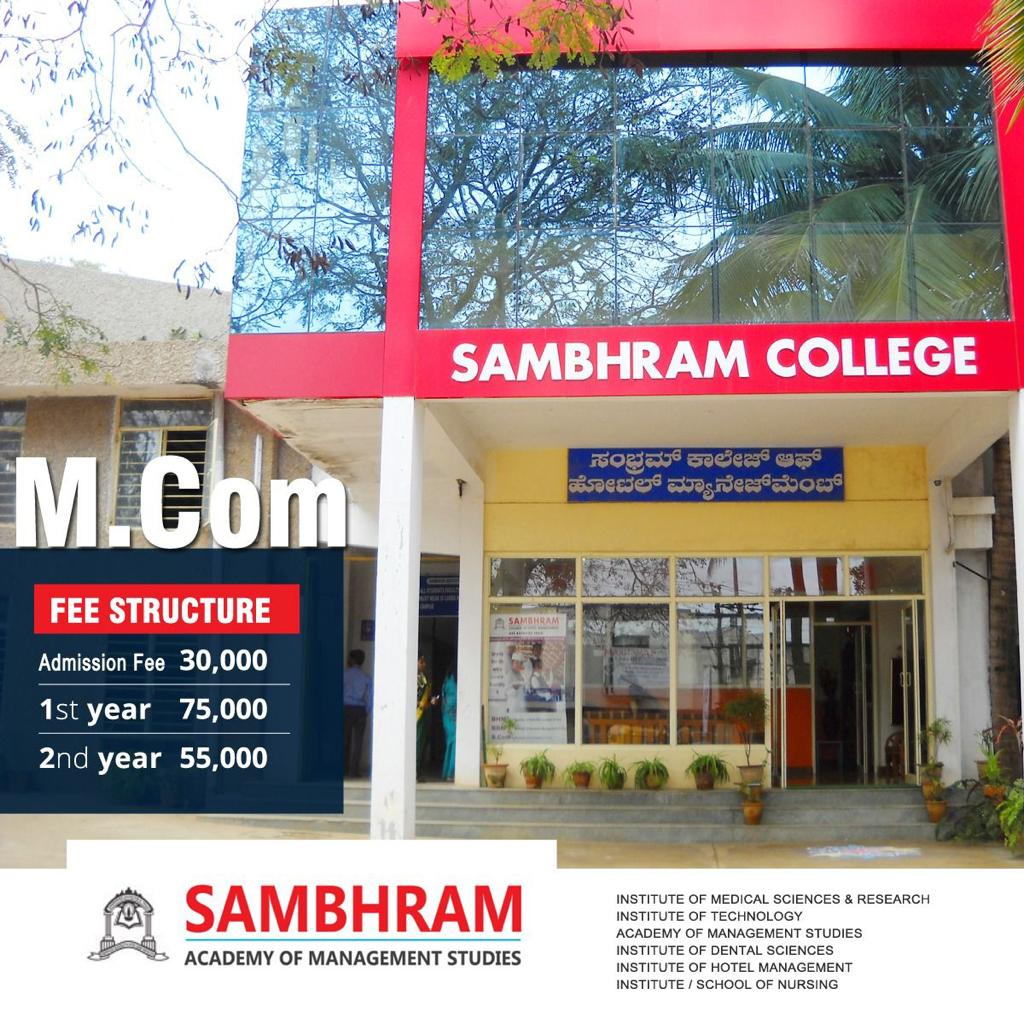 SAMBHRAM COLLEGE
ಸಂಭ್ರಮ್ ಕಾಲೇಜ್ ಆಫ್
ಹೋಟಲ್ ಮ್ಯಾನೇಜ್‌ಮೆಂಟ್
M.Com
FEE STRUCTURE
Admission Fee 30,000
1st year 75,000
2nd year 55,000
SAMBHRAM
SAMBHRAM
ACADEMY OF MANAGEMENT STUDIES
INSTITUTE OF MEDICAL SCIENCES & RESEARCH
INSTITUTE OF TECHNOLOGY
ACADEMY OF MANAGEMENT STUDIES
INSTITUTE OF DENTAL SCIENCES
INSTITUTE OF HOTEL MANAGEMENT
INSTITUTE / SCHOOL OF NURSING